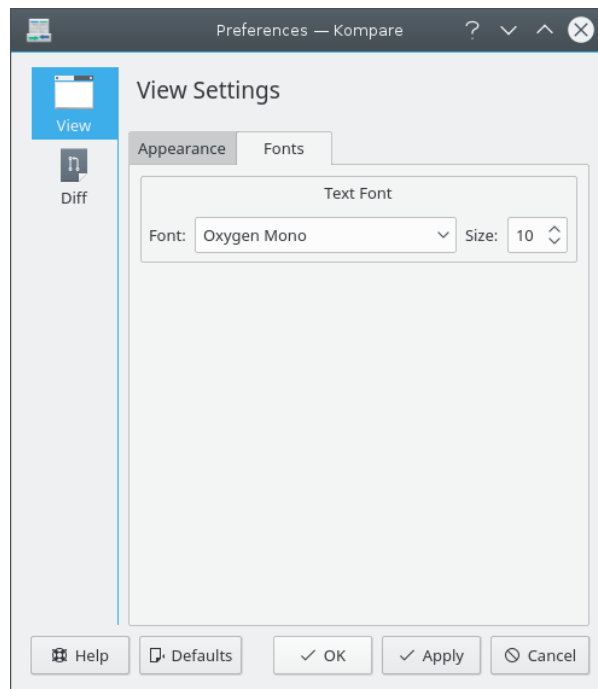 Preferences — Kompare
View
Diff
View Settings
Appearance Fonts
Text Font
Font: Oxygen Mono Size: 10
Help Defaults OK Apply Cancel